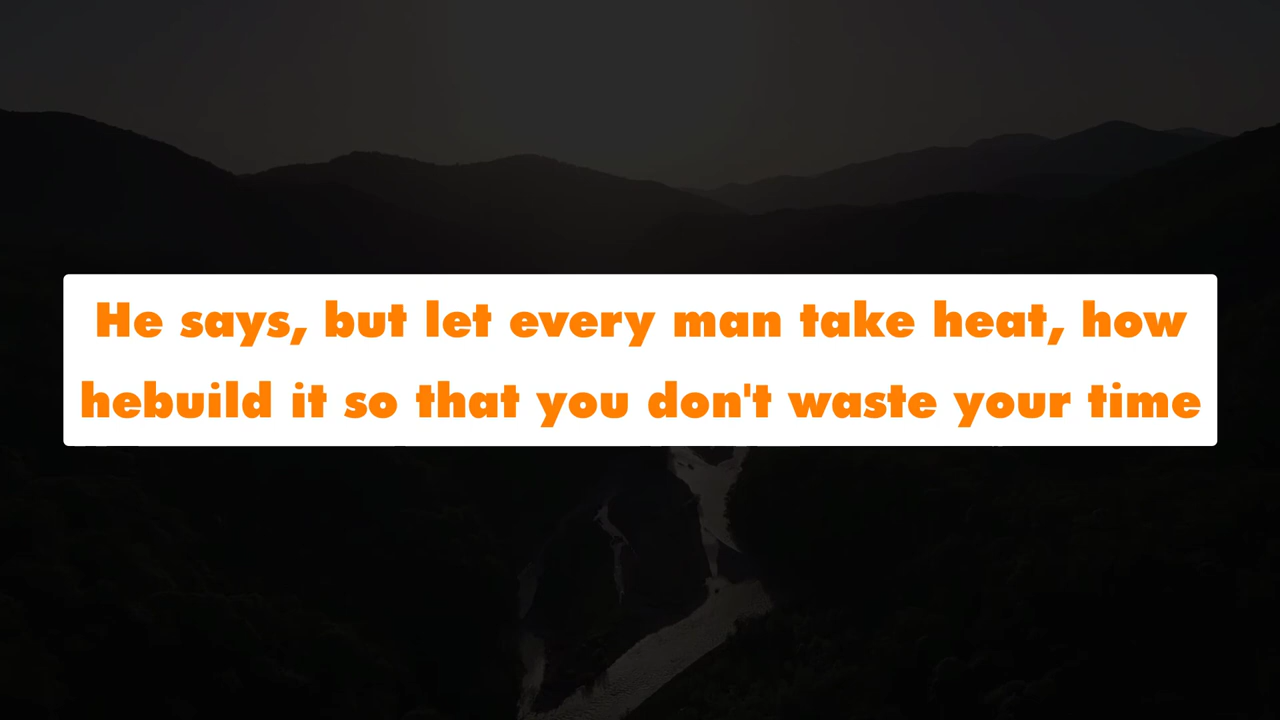 He says, but let every man take heat, how
hebuild it so that you don't waste your time